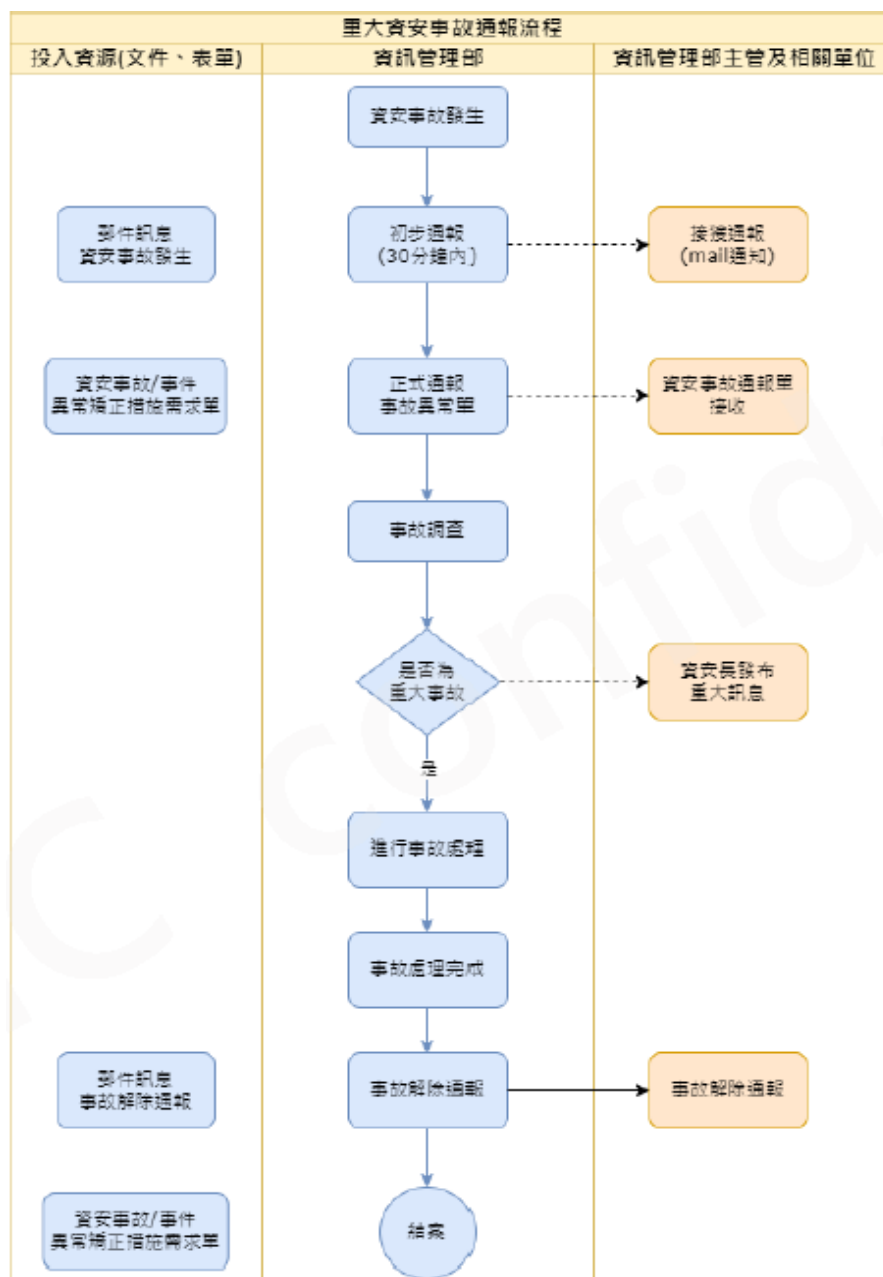 重大資安事故通報流程
投入資源(文件、表單)
資訊管理部
資訊管理部主管及相關單位
資安事故發生
郵件訊息
資安事故發生
初步通報
(30分鐘內)
接獲通報
(mail通知)
資安事故/事件
異常矯正措施需求單
正式通報
事故異常單
資安事故通報單
接收
事故調查
是否為
重大事故
資安長發布
重大訊息
是
進行事故處理
事故處理完成
郵件訊息
事故解除通報
事故解除通報
事故解除通報
資安事故/事件
異常矯正措施需求單
結案
C confid